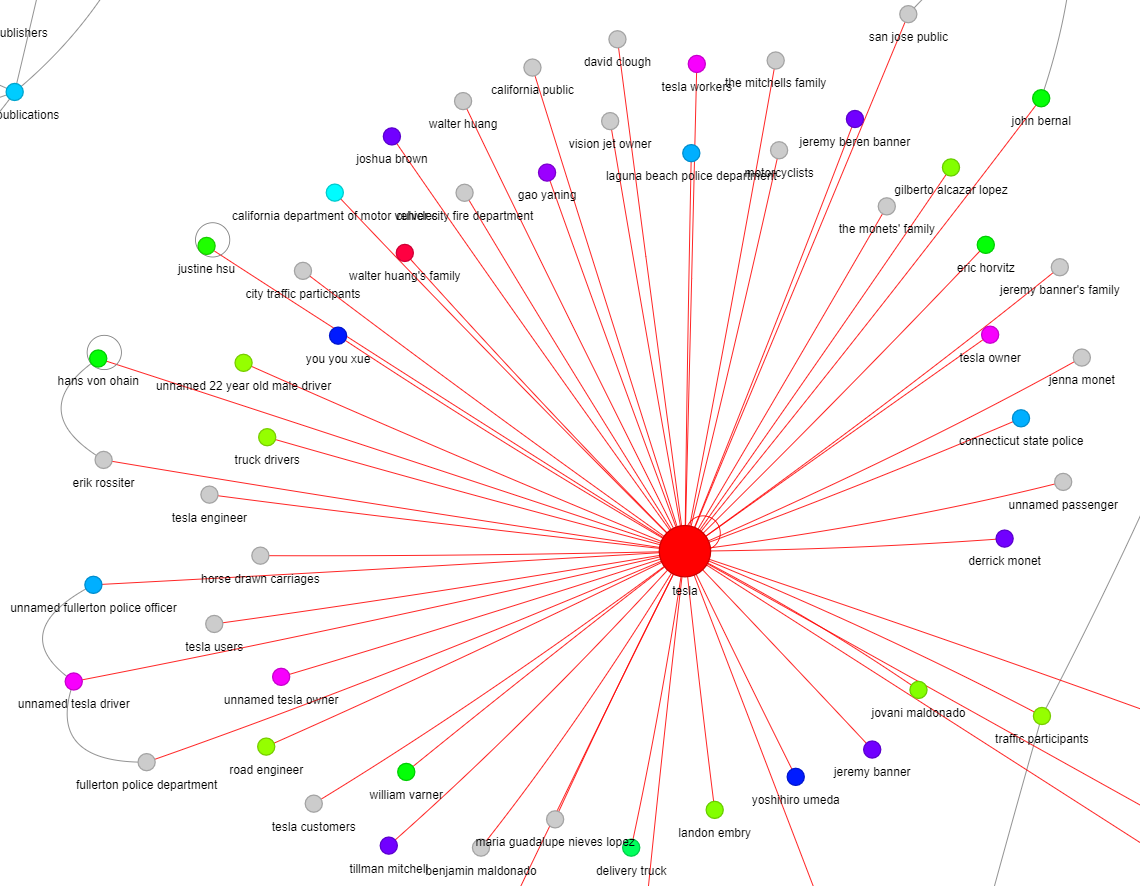 ublishers
san jose public
david clough
california public
tesla workers
the mitchells family
publications
walter huang
john bernal
vision jet owner
jeremy beren banner
joshua brown
laguna beach police department
motorcyclists
gao yaning
gilberto alcazar lopez
california department of motor vehicles
culver city fire department
the monets' family
justine hsu
walter huang's family
eric horvitz
city traffic participants
jeremy banner's family
you you xue
tesla owner
hans von ohain
unnamed 22 year old male driver
jenna monet
truck drivers
connecticut state police
erik rossiter
tesla engineer
unnamed passenger
horse drawn carriages
derrick monet
tesla
unnamed fullerton police officer
tesla users
unnamed tesla driver
unnamed tesla owner
jovani maldonado
traffic participants
road engineer
jeremy banner
fullerton police department
william varner
yoshihiro umeda
tesla customers
landon embry
maria guadalupe nieves lopez
tillman mitchell
benjamin maldonado
delivery truck